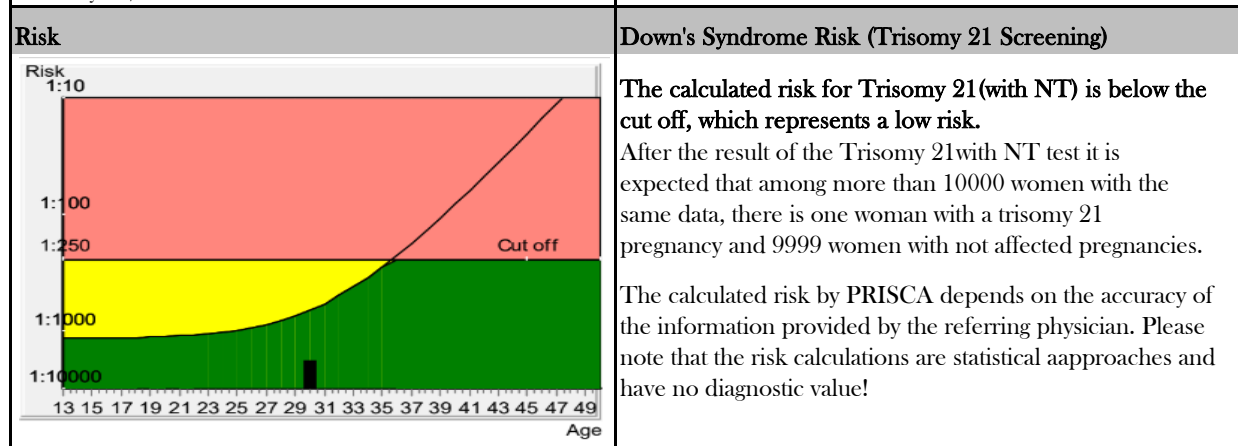 Risk
Down's Syndrome Risk (Trisomy 21 Screening)
Risk
1:10
1:100
1:250
Cut off
1:1000
1:10000
13 15 17 19 21 23 25 27 29 31 33 35 37 39 41 43 45 47 49
Age
The calculated risk for Trisomy 21(with NT) is below the
cut off, which represents a low risk.
After the result of the Trisomy 21with NT test it is
expected that among more than 10000 women with the
same data, there is one woman with a trisomy 21
pregnancy and 9999 women with not affected pregnancies.
The calculated risk by PRISCA depends on the accuracy of
the information provided by the referring physician. Please
note that the risk calculations are statistical aapproaches and
have no diagnostic value!